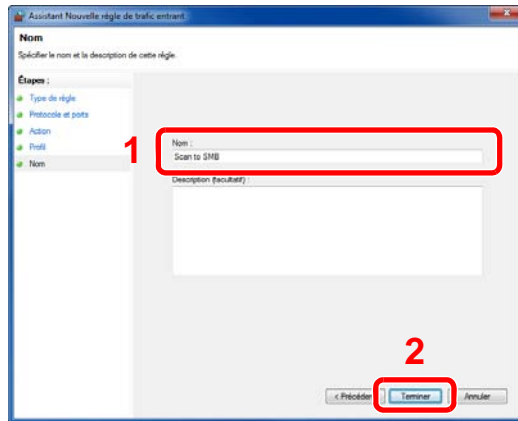 Assistant Nouvelle règle de trafic entrant
Nom
Spécifier le nom et la description de cette règle.
Étapes :
Type de règle
Protocole et ports
Action
Profil
Nom
1
Nom :
Scan to SMB
Description (facultatif) :
2
< Précéden
Terminer
Annuler